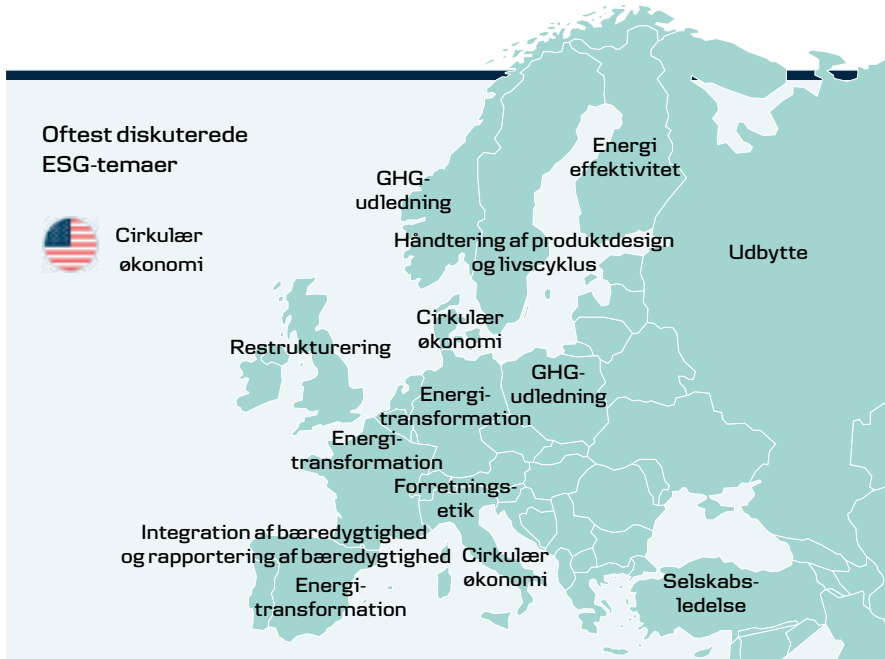 Oftest diskuterede
ESG-temaer
Cirkulær
økonomi
GHG-
udledning
Energi
effektivitet
Håndtering af produktdesign
og livscyklus
Udbytte
Cirkulær
økonomi
Restrukturering
GHG-
udledning
Energi-
transformation
Energi-
transformation
Forretnings-
etik
Integration af bæredygtighed
og rapportering af bæredygtighed
Cirkulær
økonomi
Energi-
transformation
Selskabs-
ledelse